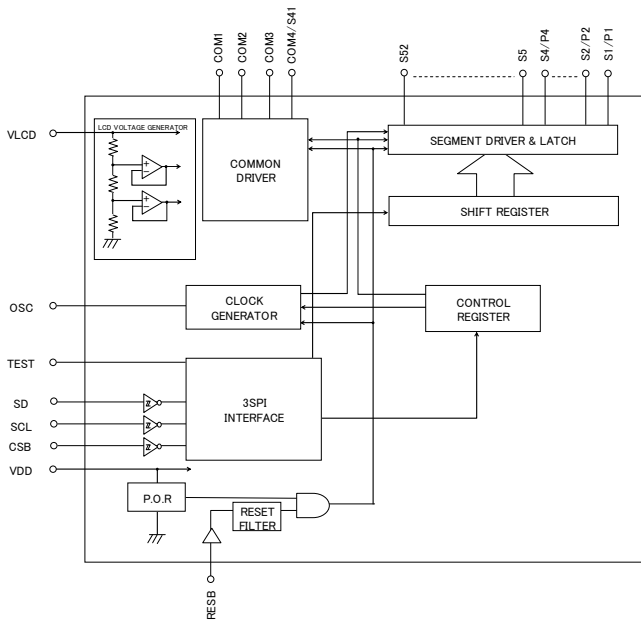 COM1
COM2
COM3
COM4/S41
S52
S5
S4/P4
S2/P2
S1/P1
VLCD
LCD VOLTAGE GENERATOR
+
−
+
−
COMMON
DRIVER
SEGMENT DRIVER & LATCH
SHIFT REGISTER
OSC
CLOCK
GENERATOR
CONTROL
REGISTER
TEST
SD
SCL
CSB
3SPI
INTERFACE
VDD
P.O.R
RESET
FILTER
RESB